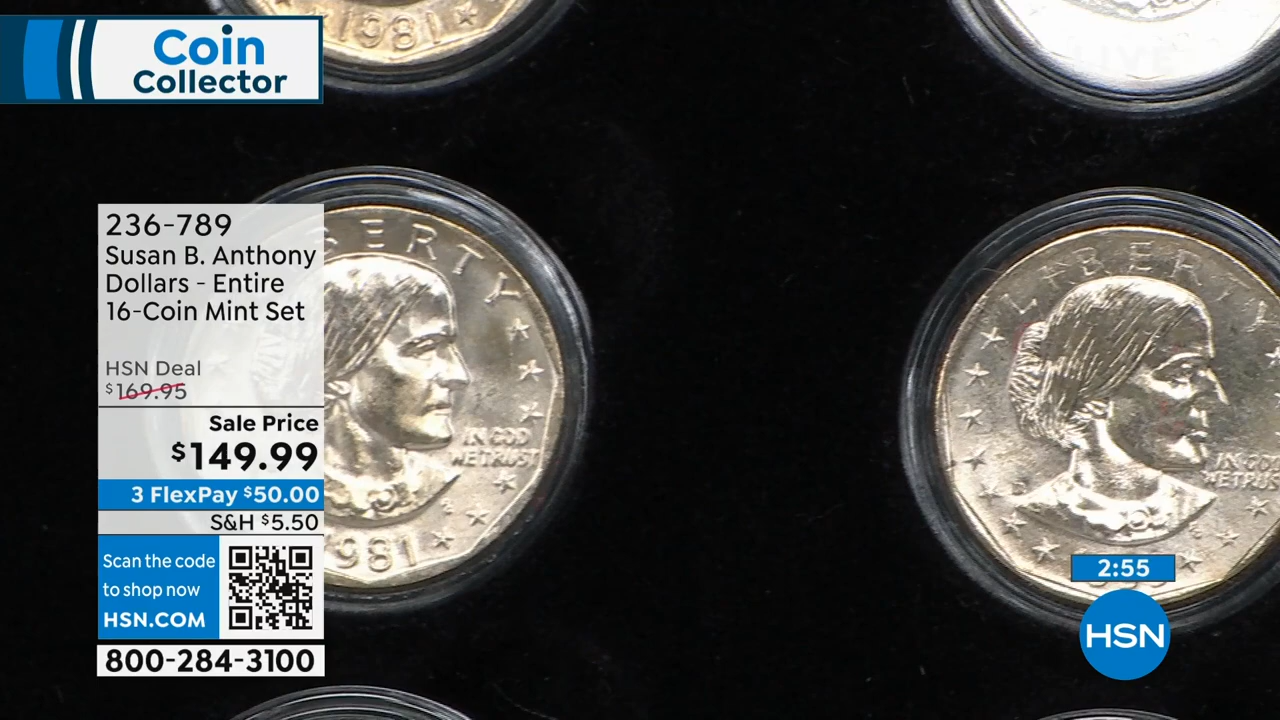 Coin
Collector
236-789
Susan B. Anthony
Dollars - Entire
16-Coin Mint Set
HSN Deal
$169.95
Sale Price
$149.99
3 FlexPay $50.00
S&H $5.50
Scan the code
to shop now
HSN.COM
800-284-3100
1981
ERTY
IN GOD
WE TRUST
981
LIBERTY
IN GOD
WE TRUST
2:55
HSN